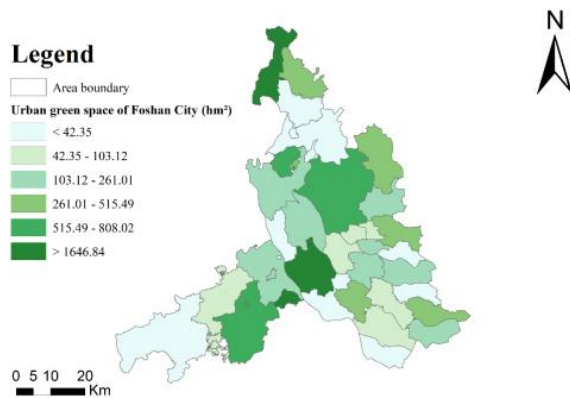 N
Legend
Area boundary
Urban green space of Foshan City (hm²)
< 42.35
42.35 - 103.12
103.12 - 261.01
261.01 - 515.49
515.49 - 808.02
> 1646.84
0 5 10 20
Km